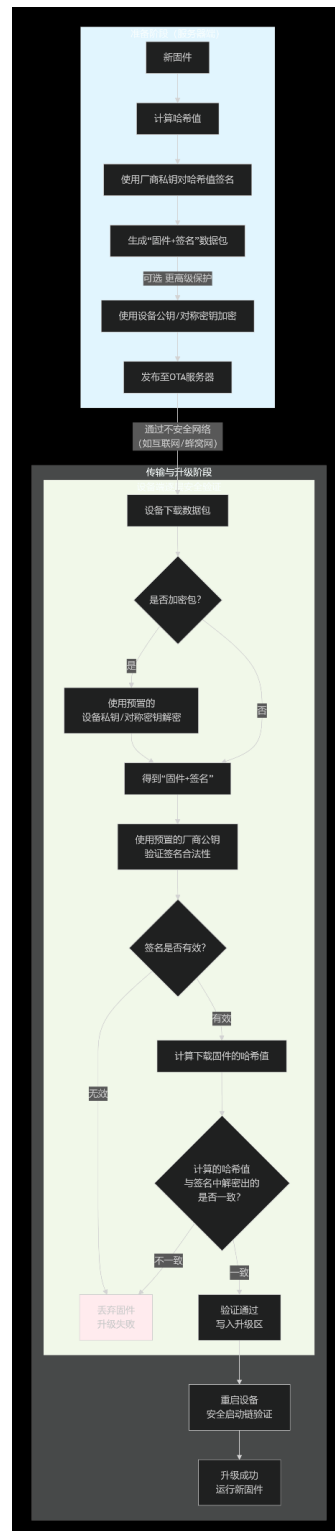 新固件
计算哈希值
使用厂商私钥对哈希值签名
生成“固件+签名”数据包
可选 更高级保护
使用设备公钥/对称密钥加密
发布至OTA服务器
通过不安全网络
（如互联网/蜂窝网）
传输与升级阶段
设备下载数据包
是否加密包?
是
否
使用预置的
设备私钥/对称密钥解密
得到“固件+签名”
使用预置的厂商公钥
验证签名合法性
签名是否有效?
有效
无效
计算下载固件的哈希值
计算的哈希值
与签名中解密出的
是否一致?
不一致
一致
丢弃固件
升级失败
验证通过
写入升级区
重启设备
安全启动链验证
升级成功
运行新固件